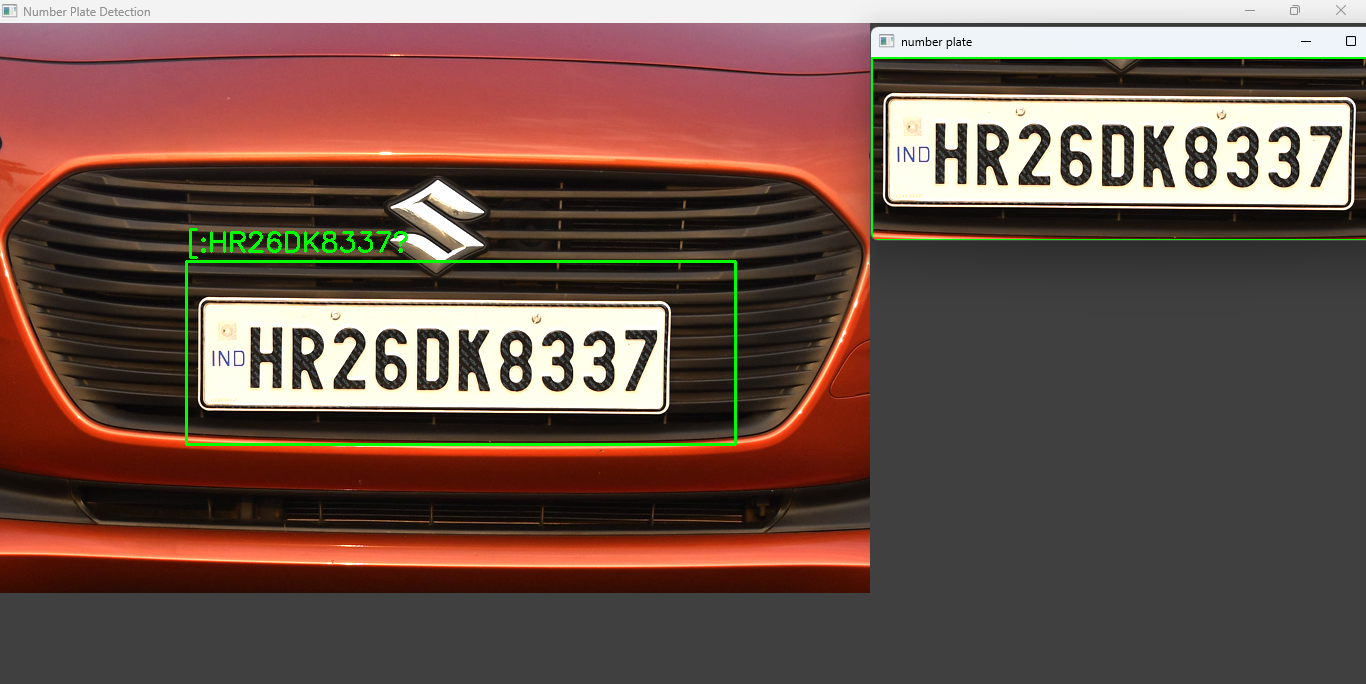 Number Plate Detection
number plate
[:HR26DK8337?
IND HR26DK8337
IND HR26DK8337